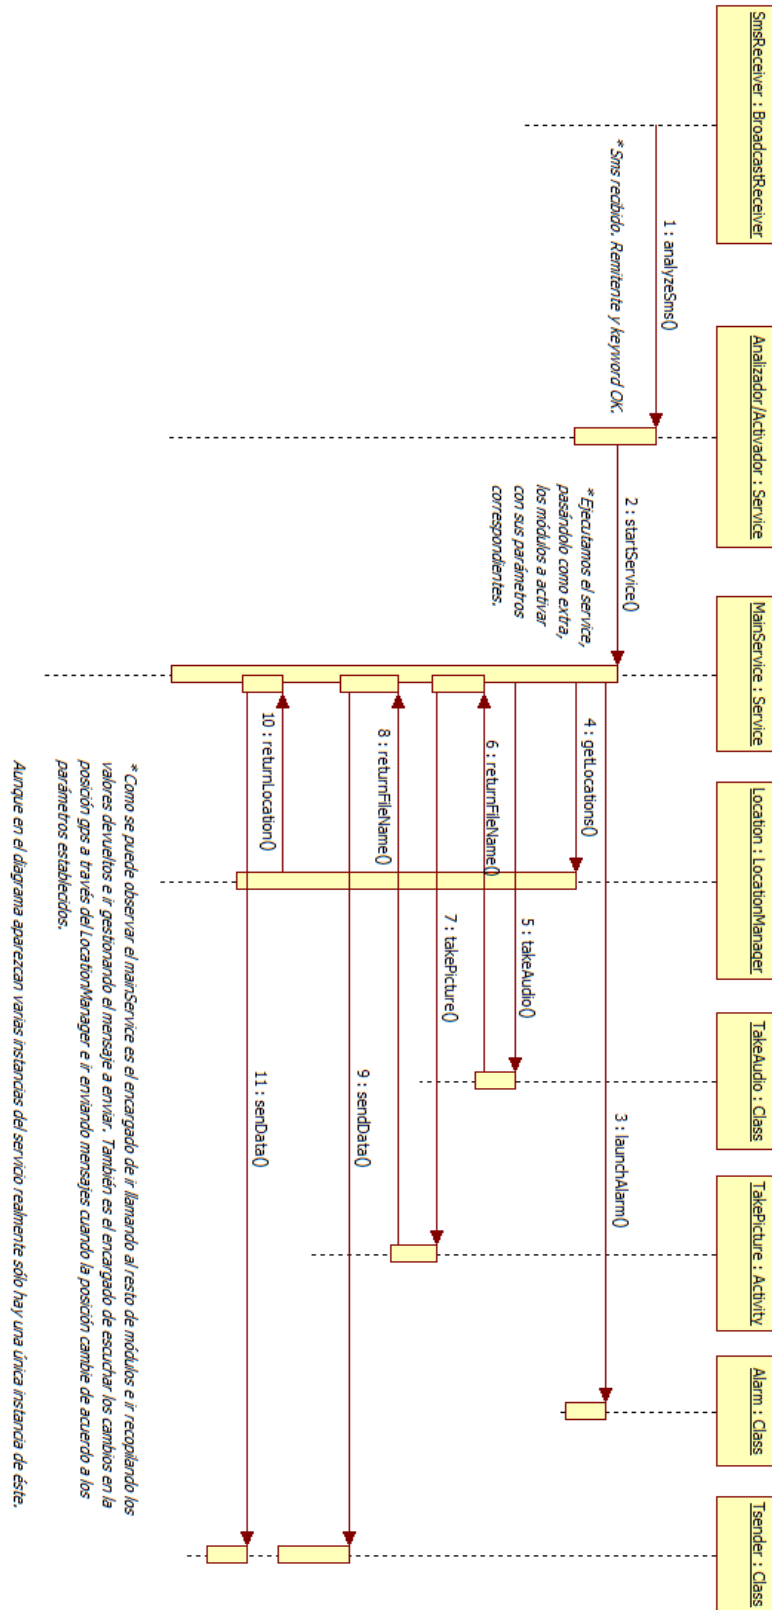 SmsReceiver : BroadcastReceiver
Analizador/Activador : Service
MainService : Service
Location : LocationManager
TakeAudio : Class
TakePicture : Activity
Alarm : Class
Tsender : Class
1 : analyzeSms()
* Sms recibido. Remitente y keyword OK.
2 : startService()
* Ejecutamos el service,
pasándolo como extra,
los módulos a activar
con sus parámetros
correspondientes.
3 : launchAlarm()
4 : getLocations()
5 : takeAudio()
6 : returnFileName()
7 : takePicture()
8 : returnFileName()
9 : sendData()
10 : returnLocation()
11 : senData()
* Como se puede observar el mainService es el encargado de ir llamando al resto de módulos e ir recopilando los
valores devueltos e ir gestionando el mensaje a enviar. También es el encargado de escuchar los cambios en la
posición gps a través del LocationManager e ir enviando mensajes cuando la posición cambie de acuerdo a los
parámetros establecidos.
Aunque en el diagrama aparezcan varias instancias del servicio realmente sólo hay una única instancia de éste.